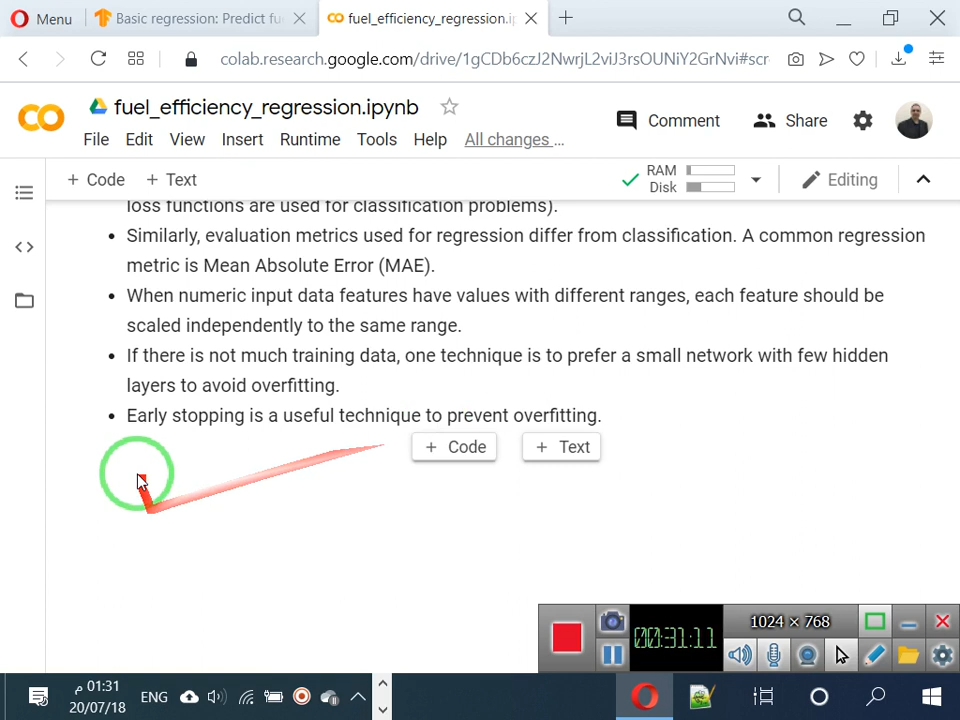 Menu
Basic regression: Predict fu
fuel_efficiency_regression.ip
colab.research.google.com/drive/1gCDb6czJ2NwrjL2viJ3rsOUNiY2GrNvi#scr
fuel_efficiency_regression.ipynb
Comment
Share
File Edit View Insert Runtime Tools Help All changes …
+ Code + Text
RAM
Disk
Editing
loss functions are used for classification problems).
• Similarly, evaluation metrics used for regression differ from classification. A common regression
metric is Mean Absolute Error (MAE).
• When numeric input data features have values with different ranges, each feature should be
scaled independently to the same range.
• If there is not much training data, one technique is to prefer a small network with few hidden
layers to avoid overfitting.
• Early stopping is a useful technique to prevent overfitting.
+ Code + Text
00:31:11
1024 × 768
01:31 م
ENG
20/07/18